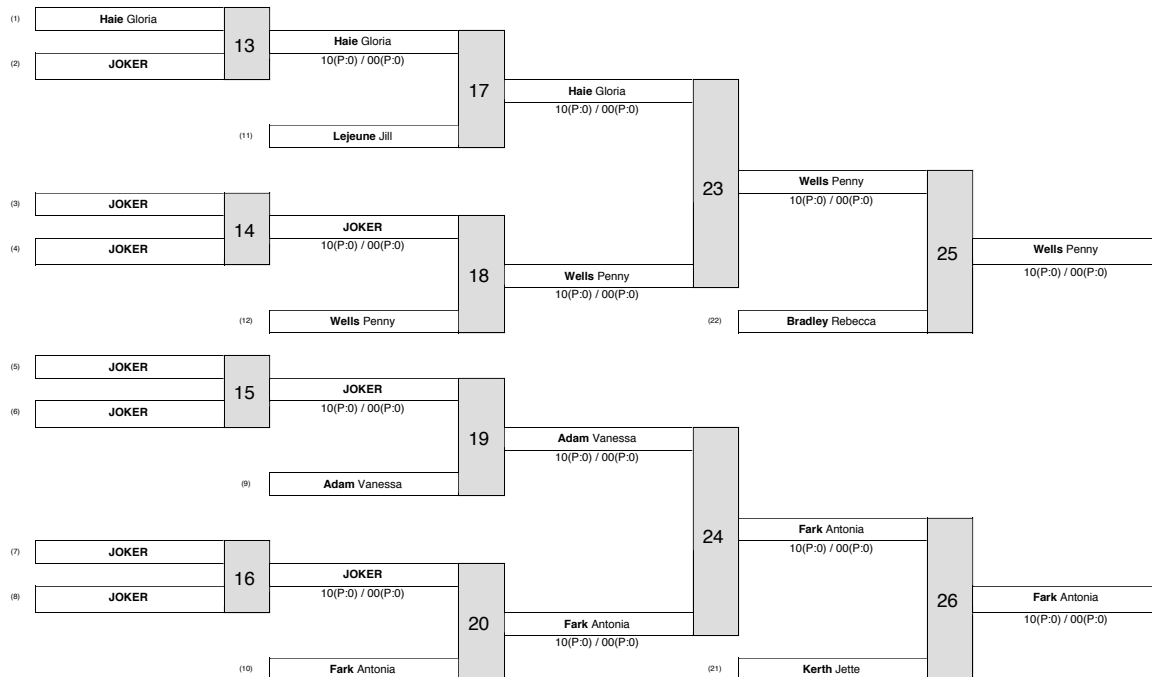 (1) Haie Gloria
13
Haie Gloria
10(P:0) / 00(P:0)
(2) JOKER
17
Haie Gloria
10(P:0) / 00(P:0)
(11) Lejeune Jill
23
Wells Penny
10(P:0) / 00(P:0)
(3) JOKER
14
JOKER
10(P:0) / 00(P:0)
(4) JOKER
18
Wells Penny
10(P:0) / 00(P:0)
(12) Wells Penny
25
Wells Penny
10(P:0) / 00(P:0)
(22) Bradley Rebecca
(5) JOKER
15
JOKER
10(P:0) / 00(P:0)
(6) JOKER
19
Adam Vanessa
10(P:0) / 00(P:0)
(9) Adam Vanessa
24
Fark Antonia
10(P:0) / 00(P:0)
(7) JOKER
16
JOKER
10(P:0) / 00(P:0)
(8) JOKER
20
Fark Antonia
10(P:0) / 00(P:0)
(10) Fark Antonia
26
Fark Antonia
10(P:0) / 00(P:0)
(21) Kerth Jette